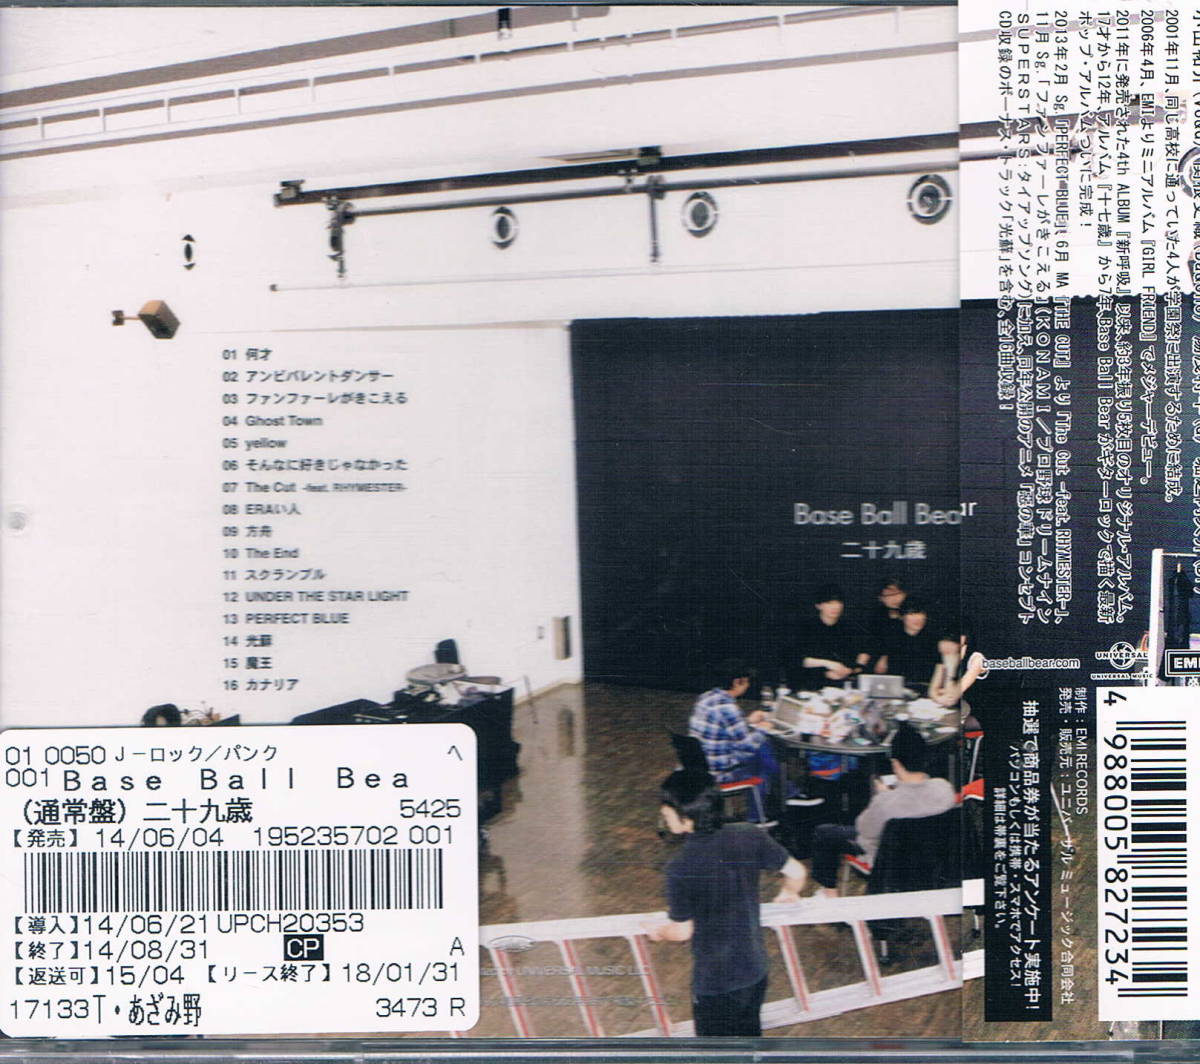 01 何才
02 アンビバレントダンサー
03 ファンファーレがきこえる
04 Ghost Town
05 yellow
06 そんなに好きじゃなかった
07 The Cut -feat. RHYMESTER-
08 ERAい人
09 方舟
10 The End
11 スクランブル
12 UNDER THE STAR LIGHT
13 PERFECT BLUE
14 光蘚
15 魔王
16 カナリア
Base Ball Bear
二十九歳
01 0050 J-ロック/パンク ヘ
001 Base Ball Bea
(通常盤) 二十九歳 5425
【発売】 14/06/04 195235702 001
【導入】14/06/21 UPCH20353
【終了】14/08/31 CP A
【返送可】15/04 【リース終了】18/01/31
17133T・あざみ野 3473 R
2001年11月、同じ高校に通っていた4人が学園祭に出演するために結成。
2006年4月、EMIよりミニアルバム『GIRL FRIEND』でメジャーデビュー。
2011年に発売された4th ALBUM『新呼吸』以来、約3年振り5枚目のオリジナル・アルバム。
17才から12年、アルバム『十七歳』から7年、Base Ball Bearがギターロックで描く最新
ポップ・アルバムついに完成!
2013年2月 Sg.「PERFECT BLUE」、6月 MA『THE CUT』より「The Cut -feat. RHYMESTER-」、
11月 Sg.「ファンファーレがきこえる」(KONAMI/プロ野球ドリームナイン
SUPERSTARS:タイアップソング)に加え、同年公開のアニメ「惡の華」コンセプト
CD収録のボーナス・トラック「光蘚」を含む、全16曲収録!
baseballbear.com
UNIVERSAL
UNIVERSAL MUSIC
EMI
制作:EMI RECORDS
発売・販売元:ユニバーサル ミュージック合同会社
抽選で商品券が当たるアンケート実施中!
パソコンもしくは携帯・スマホでアクセス!
詳細は帯裏をご覧下さい。
4 988005 827234
UNIVERSAL MUSIC LLC